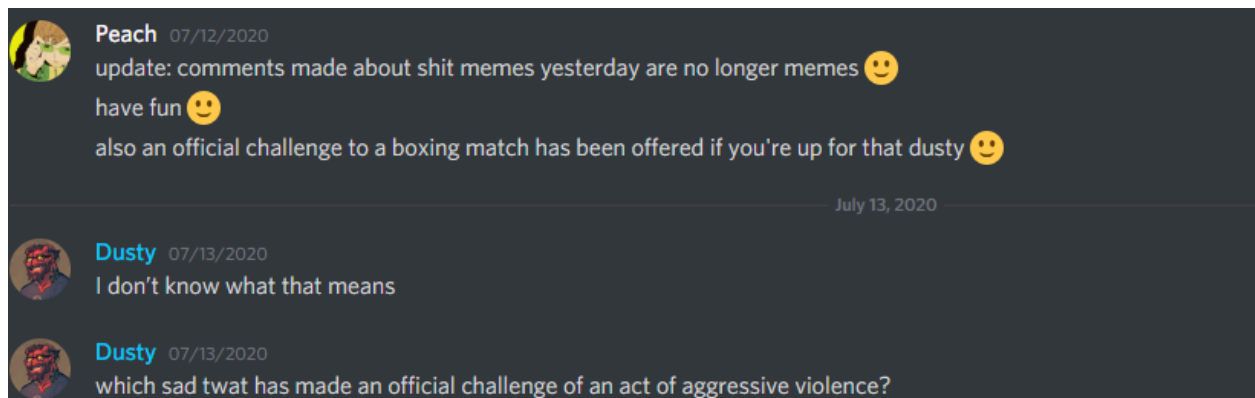 Peach 07/12/2020
update: comments made about shit memes yesterday are no longer memes 🙂
have fun 🙂
also an official challenge to a boxing match has been offered if you're up for that dusty 🙂
July 13, 2020
Dusty 07/13/2020
I don’t know what that means
Dusty 07/13/2020
which sad twat has made an official challenge of an act of aggressive violence?